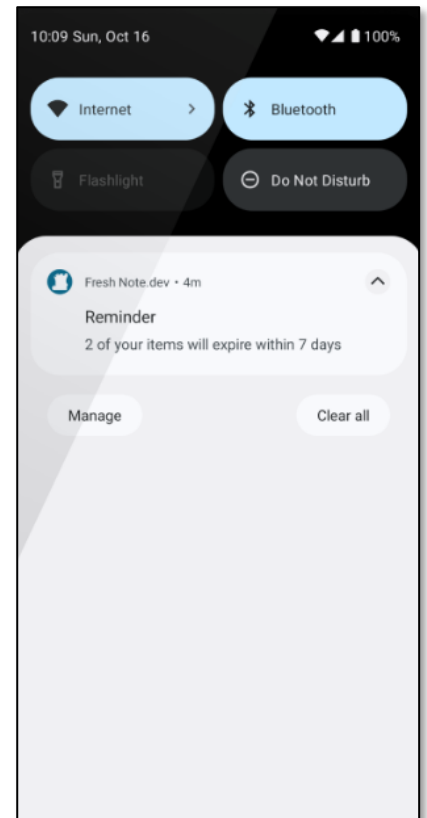 10:09 Sun, Oct 16 100%
Internet Bluetooth
Flashlight Do Not Disturb
Fresh Note.dev • 4m
Reminder
2 of your items will expire within 7 days
Manage Clear all